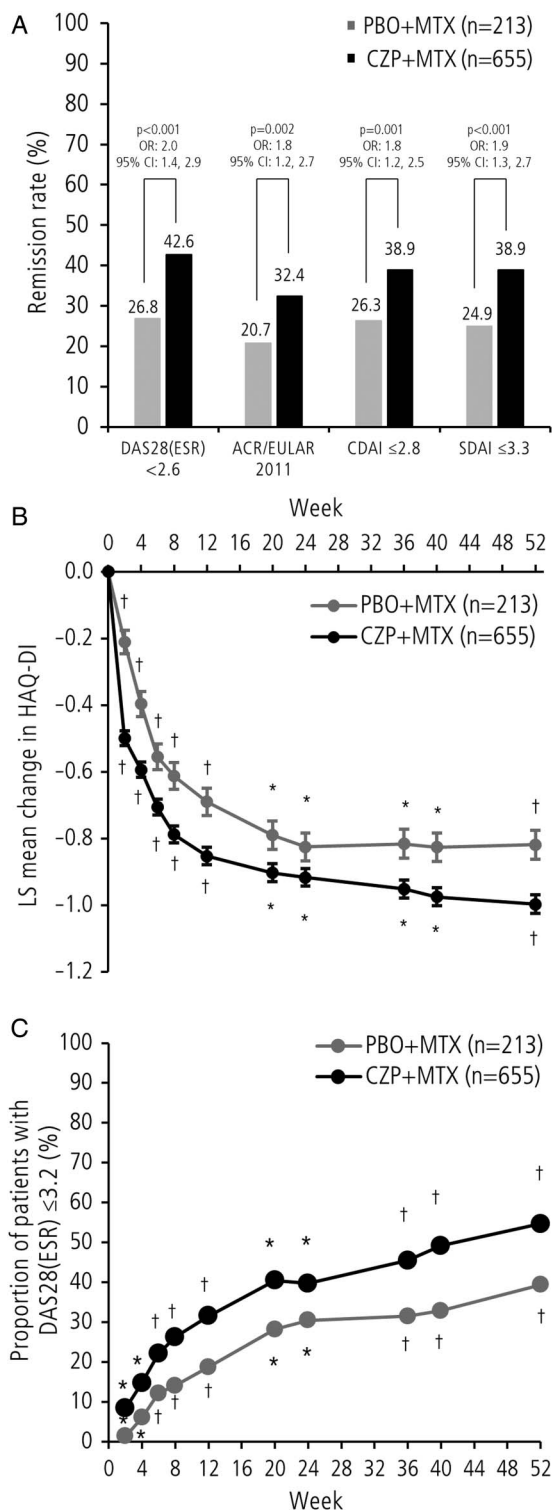 A
PBO+MTX (n=213)
CZP+MTX (n=655)
Remission rate (%)
100
90
80
70
60
50
40
30
20
10
0
p<0.001
OR: 2.0
95% CI: 1.4, 2.9
p=0.002
OR: 1.8
95% CI: 1.2, 2.7
p=0.001
OR: 1.8
95% CI: 1.2, 2.5
p<0.001
OR: 1.9
95% CI: 1.3, 2.7
26.8
42.6
20.7
32.4
26.3
38.9
24.9
38.9
DAS28(ESR)
<2.6
ACR/EULAR
2011
CDAI ≤2.8
SDAI ≤3.3
B
Week
0 4 8 12 16 20 24 28 32 36 40 44 48 52
LS mean change in HAQ-DI
0.0
−0.2
−0.4
−0.6
−0.8
−1.0
−1.2
PBO+MTX (n=213)
CZP+MTX (n=655)
† † † † † * * * * †
† † † † † * * * * †
C
PBO+MTX (n=213)
CZP+MTX (n=655)
Proportion of patients with
DAS28(ESR) ≤3.2 (%)
100
90
80
70
60
50
40
30
20
10
0
* * † † † * * † † †
* * † † † * * † † †
0 4 8 12 16 20 24 28 32 36 40 44 48 52
Week